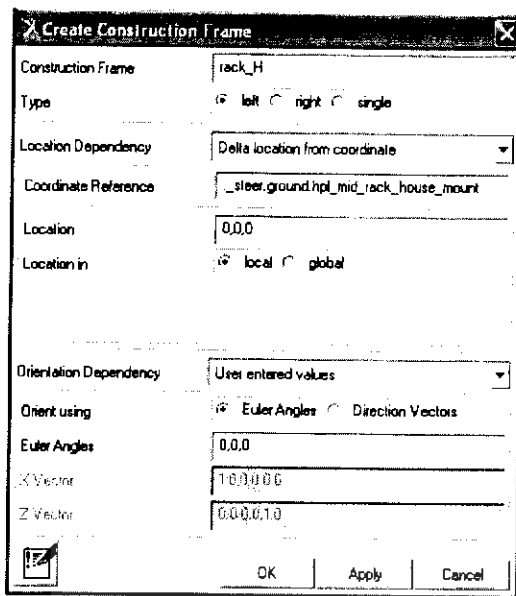 Create Construction Frame
Construction Frame rack_H
Type left right single
Location Dependency Delta location from coordinate
Coordinate Reference ._steer.ground.hpl_mid_rack_house_mount
Location 0,0,0
Location in local global
Orientation Dependency User entered values
Orient using Euler Angles Direction Vectors
Euler Angles 0,0,0
X Vector 1.0,0.0,0.0
Z Vector 0.0,0.0,1.0
OK Apply Cancel